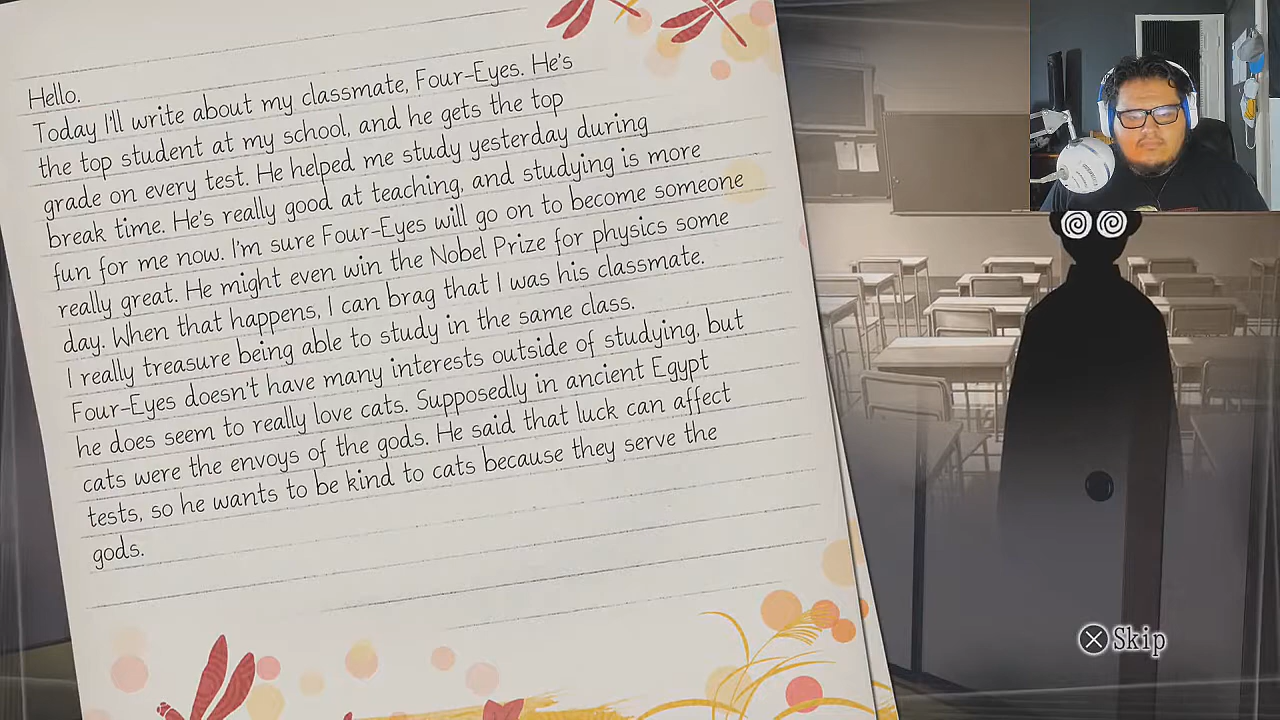 Hello.
Today I'll write about my classmate, Four-Eyes. He's
the top student at my school, and he gets the top
grade on every test. He helped me study yesterday during
break time. He's really good at teaching, and studying is more
fun for me now. I'm sure Four-Eyes will go on to become someone
really great. He might even win the Nobel Prize for physics some
day. When that happens, I can brag that I was his classmate.
I really treasure being able to study in the same class.
Four-Eyes doesn't have many interests outside of studying, but
he does seem to really love cats. Supposedly in ancient Egypt
cats were the envoys of the gods. He said that luck can affect
tests, so he wants to be kind to cats because they serve the
gods.
Skip